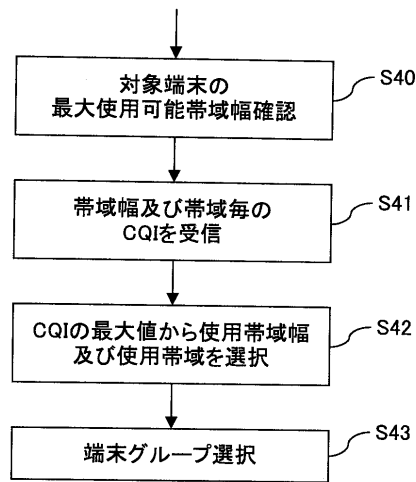 対象端末の
最大使用可能帯域幅確認
S40
帯域幅及び帯域毎の
CQIを受信
S41
CQIの最大値から使用帯域幅
及び使用帯域を選択
S42
端末グループ選択
S43